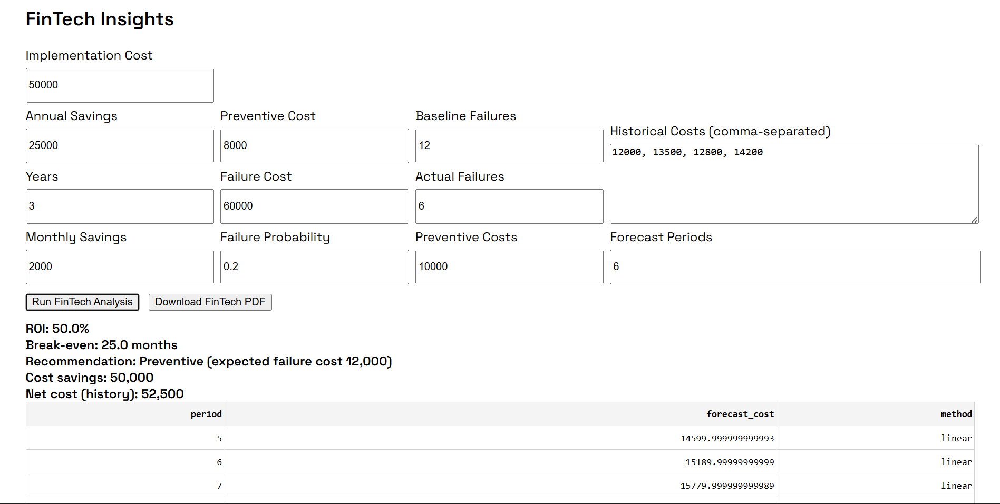 FinTech Insights
Implementation Cost
50000
Annual Savings
25000
Preventive Cost
8000
Baseline Failures
12
Historical Costs (comma-separated)
12000, 13500, 12800, 14200
Years
3
Failure Cost
60000
Actual Failures
6
Monthly Savings
2000
Failure Probability
0.2
Preventive Costs
10000
Forecast Periods
6
Run FinTech Analysis
Download FinTech PDF
ROI: 50.0%
Break-even: 25.0 months
Recommendation: Preventive (expected failure cost 12,000)
Cost savings: 50,000
Net cost (history): 52,500
period forecast_cost method
5 14599.999999999993 linear
6 15189.99999999999 linear
7 15779.999999999989 linear